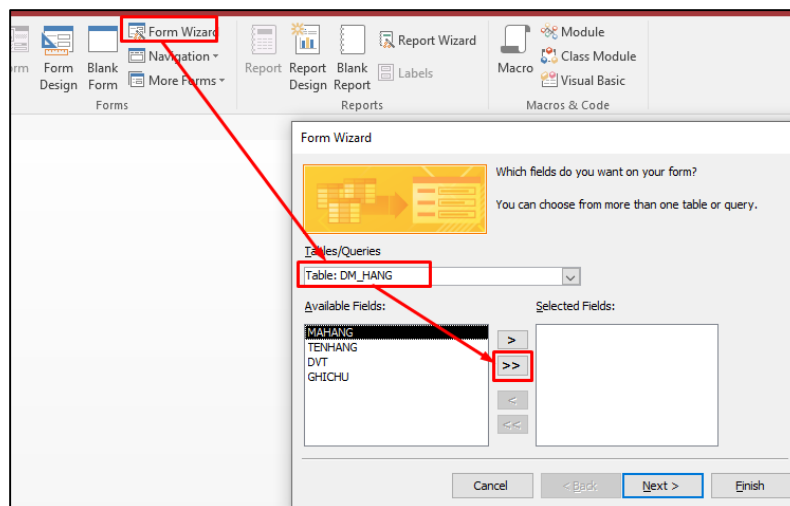 Form Wizard
Navigation
More Forms
Form Design
Blank Form
Forms
Report
Report Design
Blank Report
Report Wizard
Labels
Reports
Macro
Module
Class Module
Visual Basic
Macros & Code
Form Wizard
Which fields do you want on your form?
You can choose from more than one table or query.
Tables/Queries
Table: DM_HANG
Available Fields:
Selected Fields:
MAHANG
TENHANG
DVT
GHICHU
>
>>
<
<<
Cancel
< Back
Next >
Finish